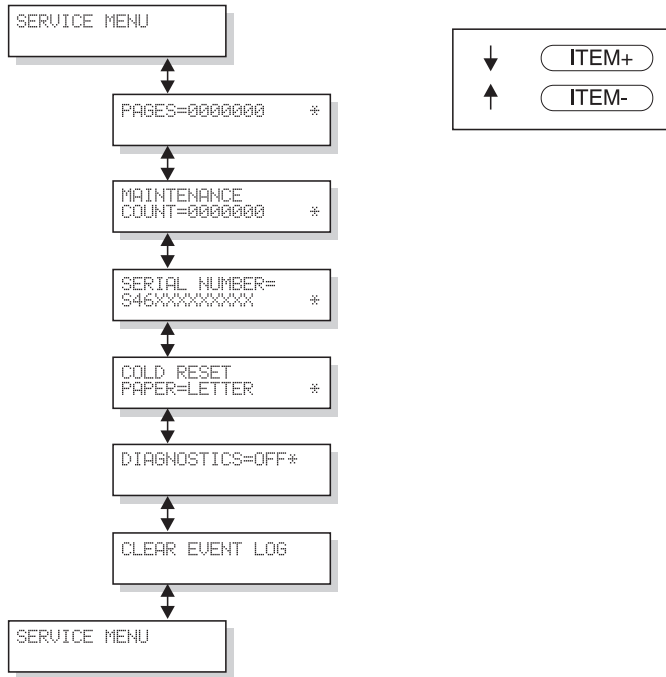 SERVICE MENU
PAGES=0000000 *
MAINTENANCE
COUNT=0000000 *
SERIAL NUMBER=
S46XXXXXXXXX *
COLD RESET
PAPER=LETTER *
DIAGNOSTICS=OFF*
CLEAR EVENT LOG
SERVICE MENU
ITEM+
ITEM-